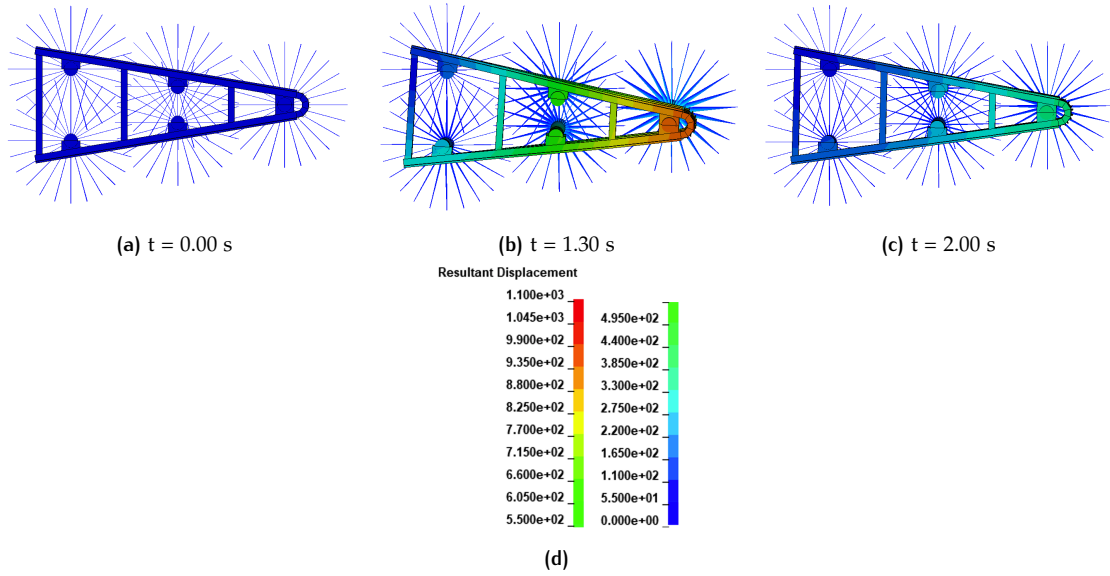 (a) t = 0.00 s
(b) t = 1.30 s
(c) t = 2.00 s
Resultant Displacement
1.100e+03
1.045e+03
9.900e+02
9.350e+02
8.800e+02
8.250e+02
7.700e+02
7.150e+02
6.600e+02
6.050e+02
5.500e+02
4.950e+02
4.400e+02
3.850e+02
3.300e+02
2.750e+02
2.200e+02
1.650e+02
1.100e+02
5.500e+01
0.000e+00
(d)